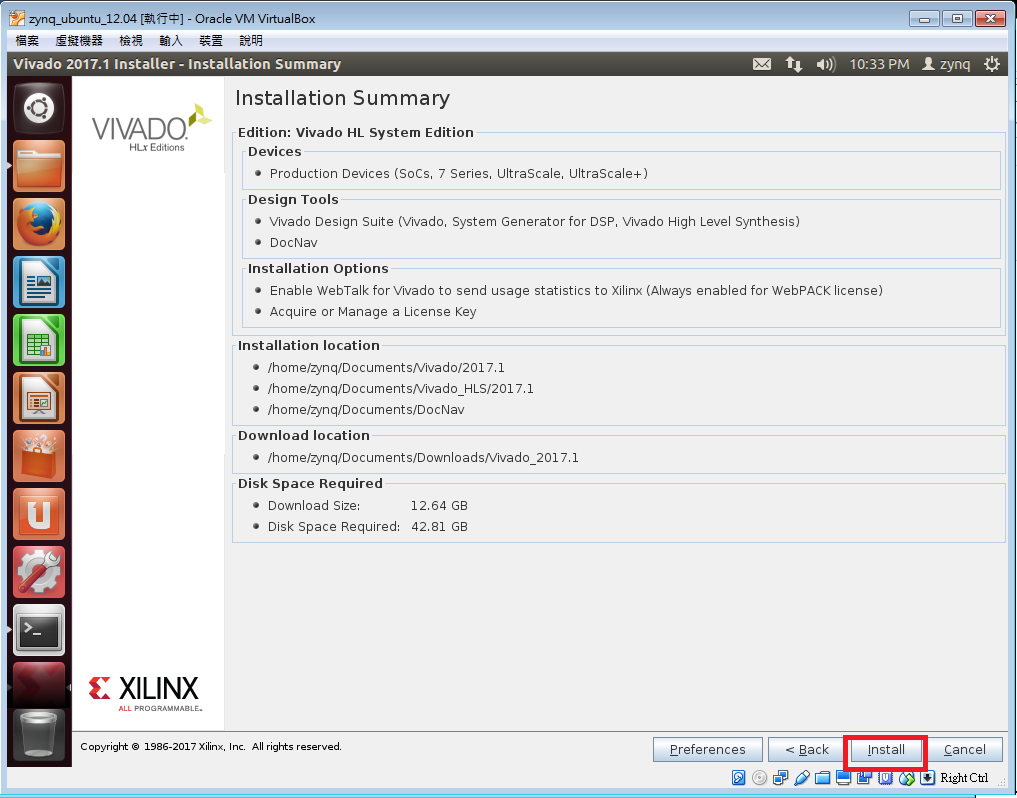 zynq_ubuntu_12.04 [執行中] - Oracle VM VirtualBox
檔案 虛擬機器 檢視 輸入 裝置 說明
Vivado 2017.1 Installer - Installation Summary 10:33 PM zynq
VIVADO
HLx Editions
Installation Summary
Edition: Vivado HL System Edition
Devices
Production Devices (SoCs, 7 Series, UltraScale, UltraScale+)
Design Tools
Vivado Design Suite (Vivado, System Generator for DSP, Vivado High Level Synthesis)
DocNav
Installation Options
Enable WebTalk for Vivado to send usage statistics to Xilinx (Always enabled for WebPACK license)
Acquire or Manage a License Key
Installation location
/home/zynq/Documents/Vivado/2017.1
/home/zynq/Documents/Vivado_HLS/2017.1
/home/zynq/Documents/DocNav
Download location
/home/zynq/Documents/Downloads/Vivado_2017.1
Disk Space Required
Download Size: 12.64 GB
Disk Space Required: 42.81 GB
XILINX
ALL PROGRAMMABLE™
Copyright © 1986-2017 Xilinx, Inc. All rights reserved.
Preferences < Back Install Cancel
Right Ctrl